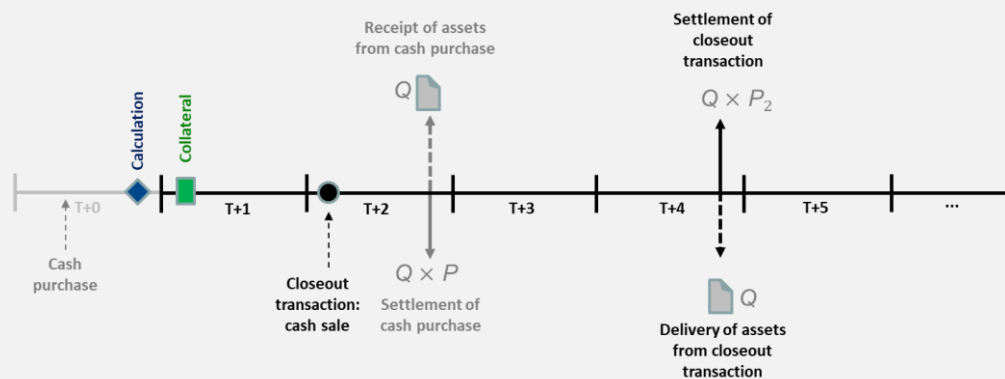 Receipt of assets
from cash purchase
Q
Settlement of
closeout
transaction
Q × P₂
Calculation
Collateral
T+0
T+1
T+2
T+3
T+4
T+5
...
Cash
purchase
Closeout
transaction:
cash sale
Q × P
Settlement of
cash purchase
Q
Delivery of assets
from closeout
transaction